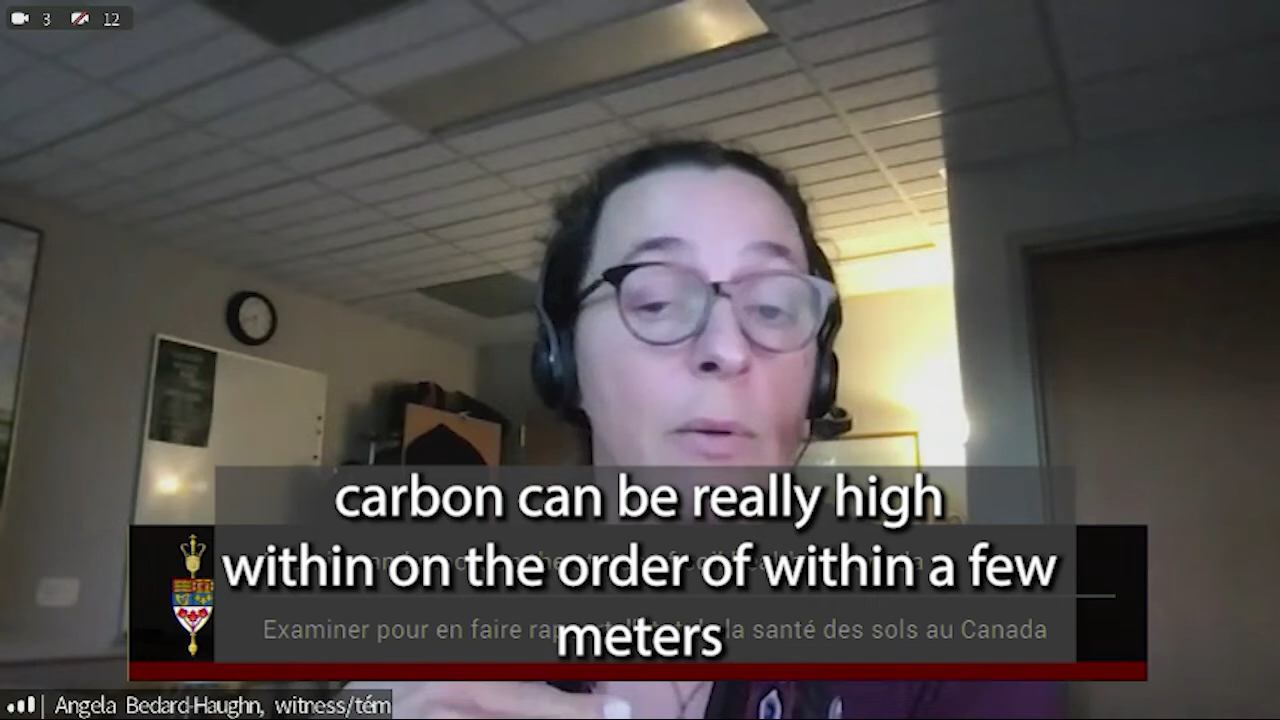 3 12
carbon can be really high
within on the order of within a few
meters
Examiner pour en faire la santé des sols au Canada
Angela Bedard-Haughn, witness/tém